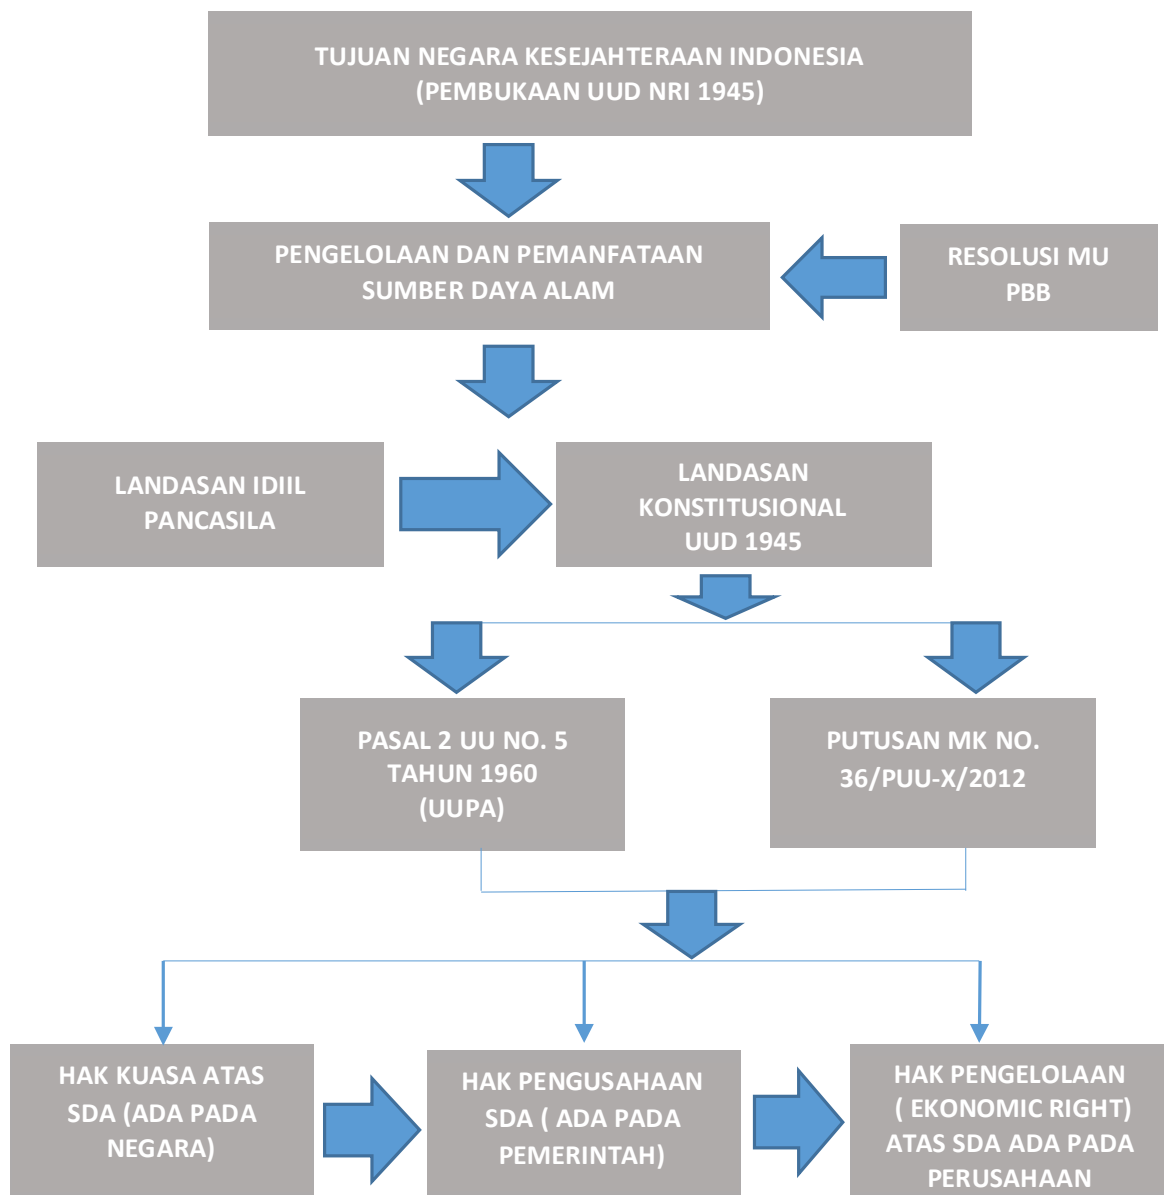 TUJUAN NEGARA KESEJAHTERAAN INDONESIA
(PEMBUKAAN UUD NRI 1945)
PENGELOLAAN DAN PEMANFATAAN
SUMBER DAYA ALAM
RESOLUSI MU
PBB
LANDASAN IDIIL
PANCASILA
LANDASAN
KONSTITUSIONAL
UUD 1945
PASAL 2 UU NO. 5
TAHUN 1960
(UUPA)
PUTUSAN MK NO.
36/PUU-X/2012
HAK KUASA ATAS
SDA (ADA PADA
NEGARA)
HAK PENGUSAHAAN
SDA ( ADA PADA
PEMERINTAH)
HAK PENGELOLAAN
( EKONOMIC RIGHT)
ATAS SDA ADA PADA
PERUSAHAAN